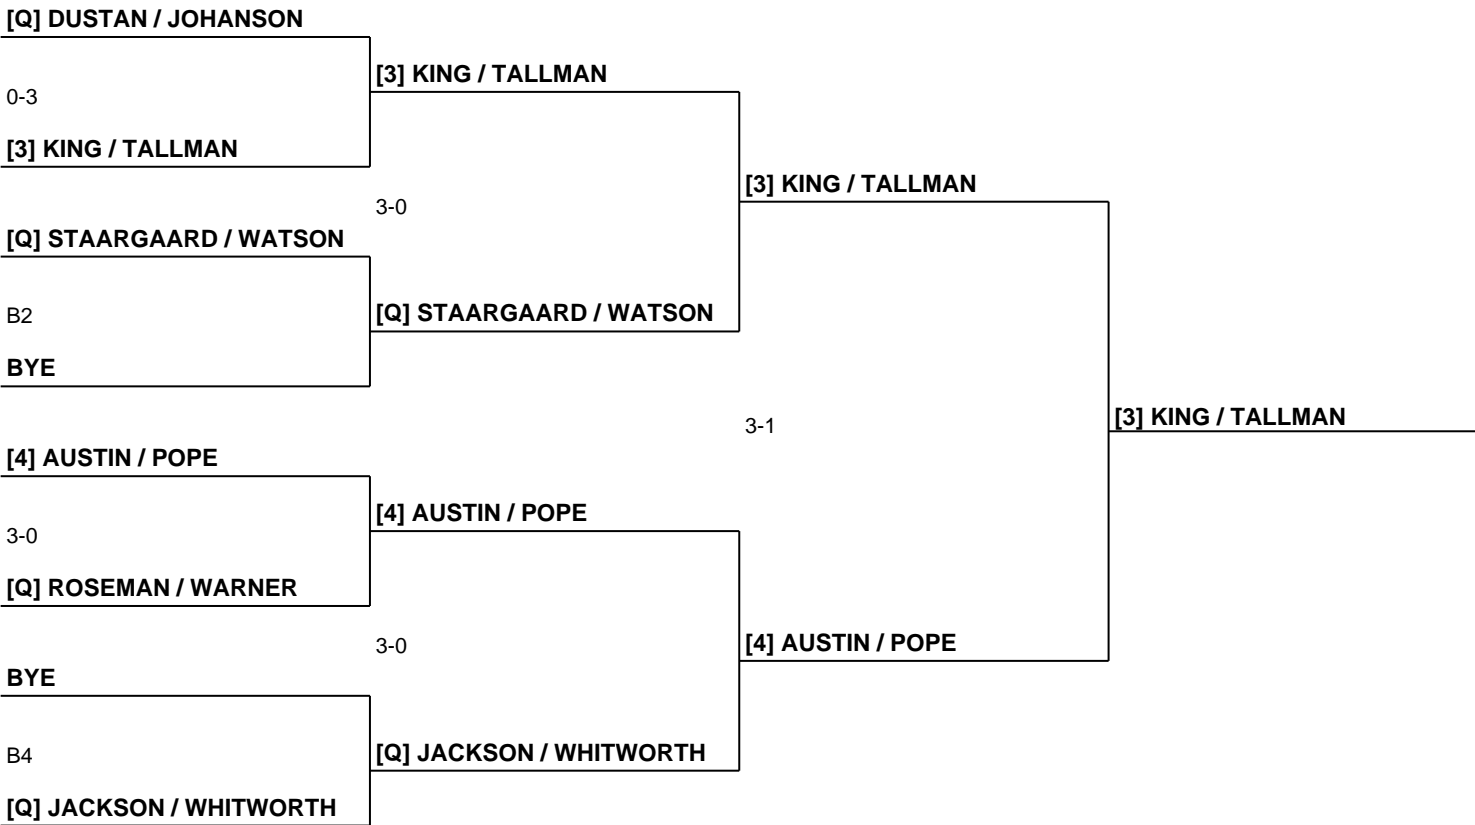 [Q] DUSTAN / JOHANSON
0-3
[3] KING / TALLMAN
[Q] STAARGAARD / WATSON
B2
BYE
[4] AUSTIN / POPE
3-0
[Q] ROSEMAN / WARNER
BYE
B4
[Q] JACKSON / WHITWORTH
[3] KING / TALLMAN
3-0
[Q] STAARGAARD / WATSON
[4] AUSTIN / POPE
3-0
[Q] JACKSON / WHITWORTH
[3] KING / TALLMAN
3-1
[4] AUSTIN / POPE
[3] KING / TALLMAN